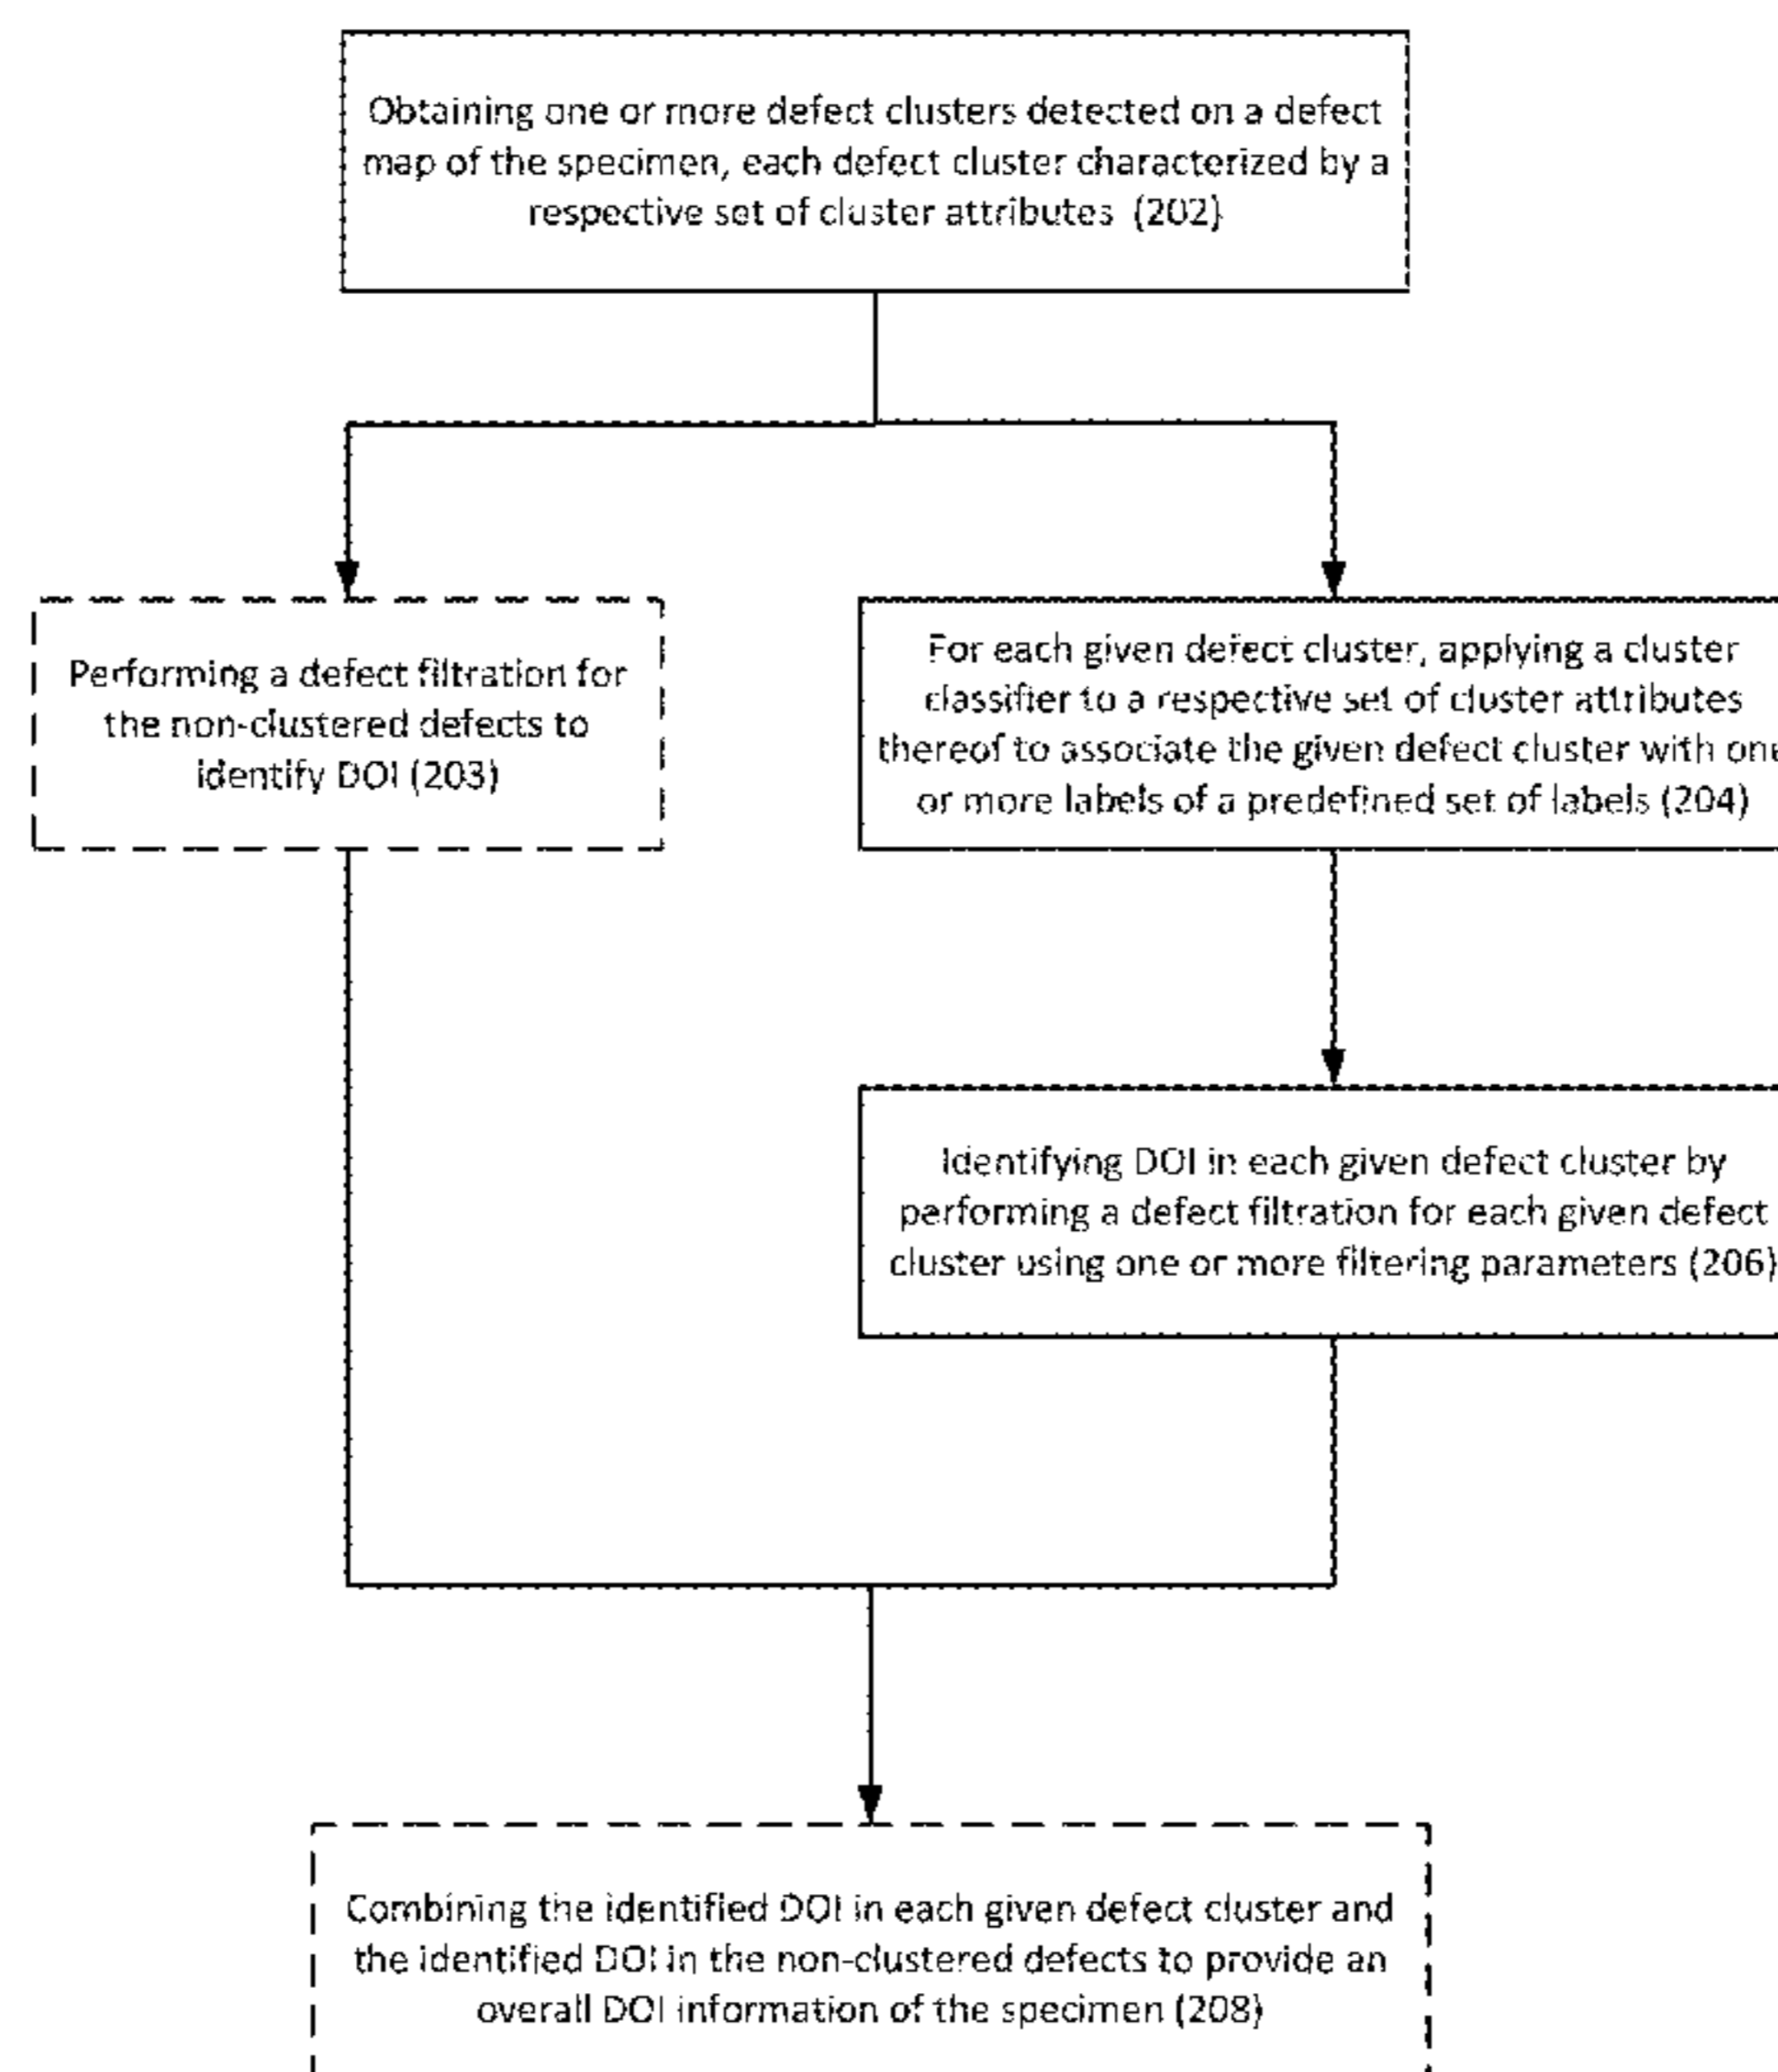 Obtaining one or more defect clusters detected on a defect
map of the specimen, each defect cluster characterized by a
respective set of cluster attributes (202)
Performing a defect filtration for
the non-clustered defects to
identify DOI (203)
For each given defect cluster, applying a cluster
classifier to a respective set of cluster attributes
thereof to associate the given defect cluster with one
or more labels of a predefined set of labels (204)
Identifying DOI in each given defect cluster by
performing a defect filtration for each given defect
cluster using one or more filtering parameters (206)
Combining the identified DOI in each given defect cluster and
the identified DOI in the non-clustered defects to provide an
overall DOI information of the specimen (208)